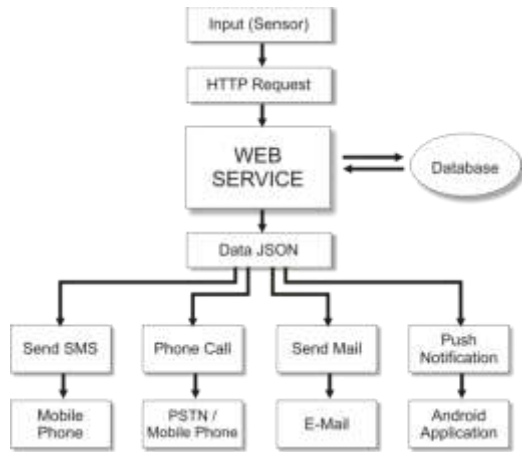 Input (Sensor)
HTTP Request
WEB
SERVICE
Database
Data JSON
Send SMS
Phone Call
Send Mail
Push
Notification
Mobile
Phone
PSTN /
Mobile Phone
E-Mail
Android
Application